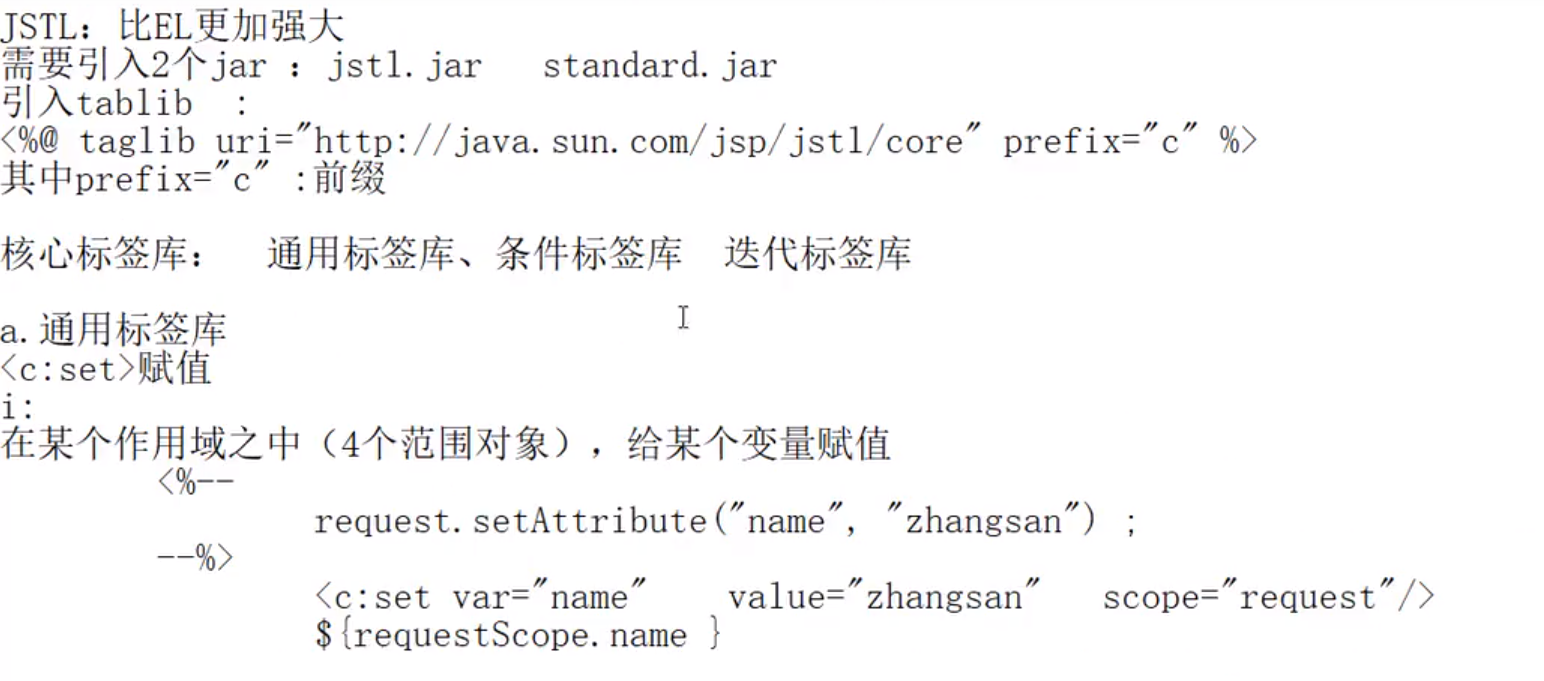 JSTL：比EL更加强大
需要引入2个jar ：jstl.jar   standard.jar
引入tablib  ：
<%@ taglib uri="http://java.sun.com/jsp/jstl/core" prefix="c" %>
其中prefix="c" :前缀
核心标签库：  通用标签库、条件标签库  迭代标签库
a.通用标签库
<c:set>赋值
i:
在某个作用域之中（4个范围对象），给某个变量赋值
<%--
request.setAttribute("name", "zhangsan") ;
--%>
<c:set var="name"    value="zhangsan"   scope="request"/>
${requestScope.name }